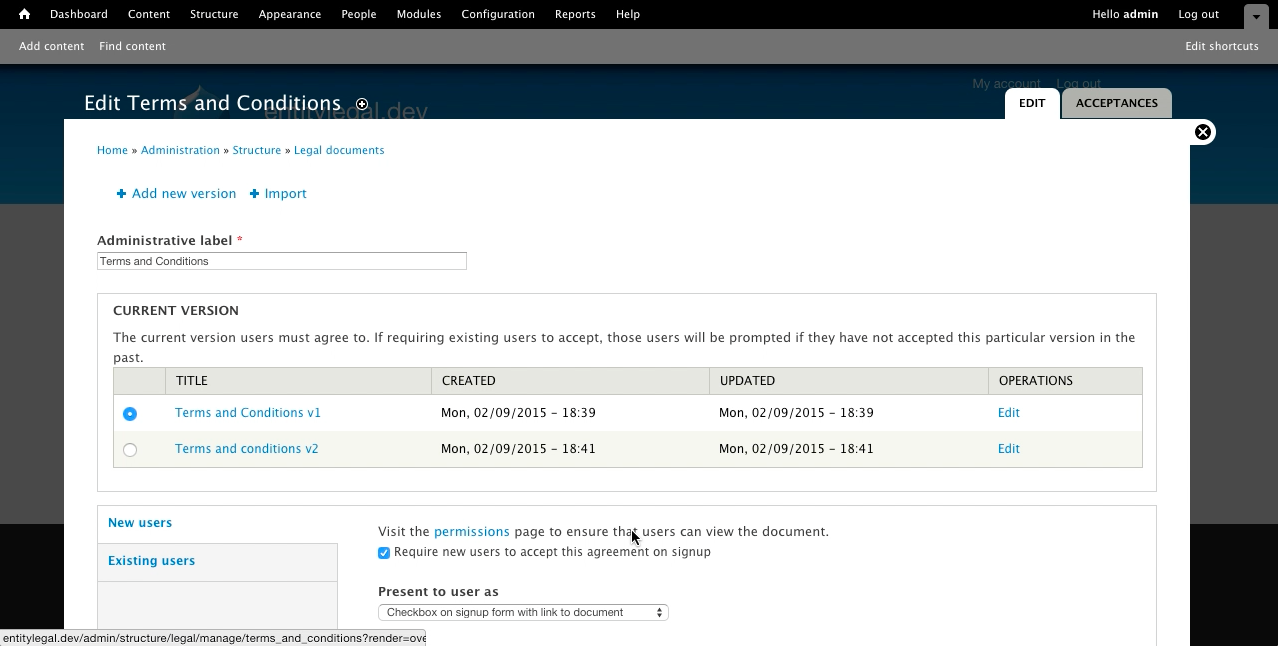 Dashboard Content Structure Appearance People Modules Configuration Reports Help Hello admin Log out
Add content Find content Edit shortcuts
My account Log out
Edit Terms and Conditions
entitylegal.dev
EDIT ACCEPTANCES
Home » Administration » Structure » Legal documents
Add new version Import
Administrative label *
Terms and Conditions
CURRENT VERSION
The current version users must agree to. If requiring existing users to accept, those users will be prompted if they have not accepted this particular version in the
past.
TITLE CREATED UPDATED OPERATIONS
Terms and Conditions v1 Mon, 02/09/2015 – 18:39 Mon, 02/09/2015 – 18:39 Edit
Terms and conditions v2 Mon, 02/09/2015 – 18:41 Mon, 02/09/2015 – 18:41 Edit
New users
Existing users
Visit the permissions page to ensure that users can view the document.
Require new users to accept this agreement on signup
Present to user as
Checkbox on signup form with link to document
entitylegal.dev/admin/structure/legal/manage/terms_and_conditions?render=ove